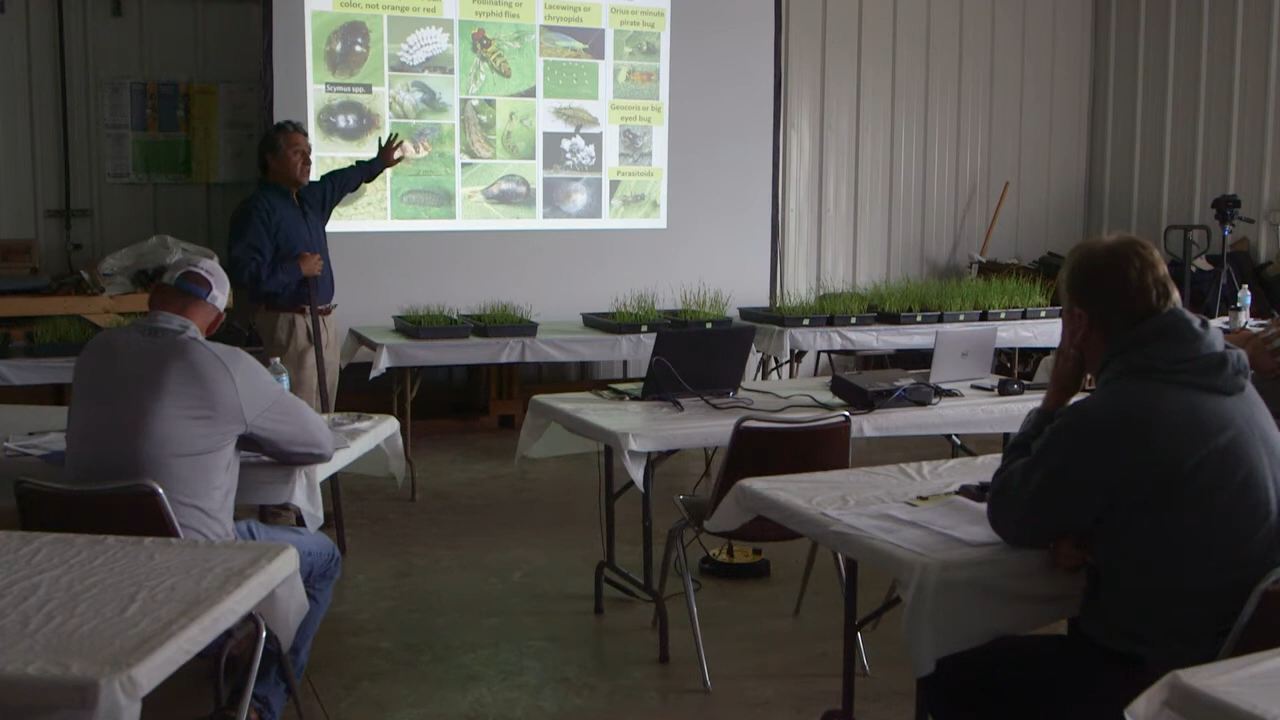 color, not orange or red
Scymus spp.
Pollinating or
syrphid flies
Lacewings or
chrysopids
Orius or minute
pirate bug
Geocoris or big
eyed bug
Parasitoids